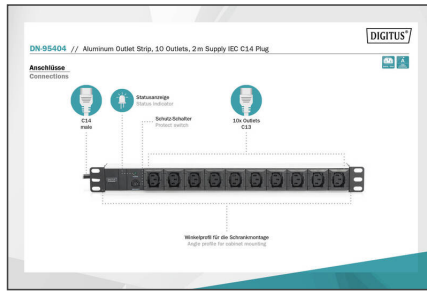 DIGITUS®
DN-95404 // Aluminum Outlet Strip, 10 Outlets, 2 m Supply IEC C14 Plug
Anschlüsse
Connections
Statusanzeige
Status indicator
C14
male
Schutz-Schalter
Protect switch
10x Outlets
C13
Winkelprofil für die Schrankmontage
Angle profile for cabinet mounting